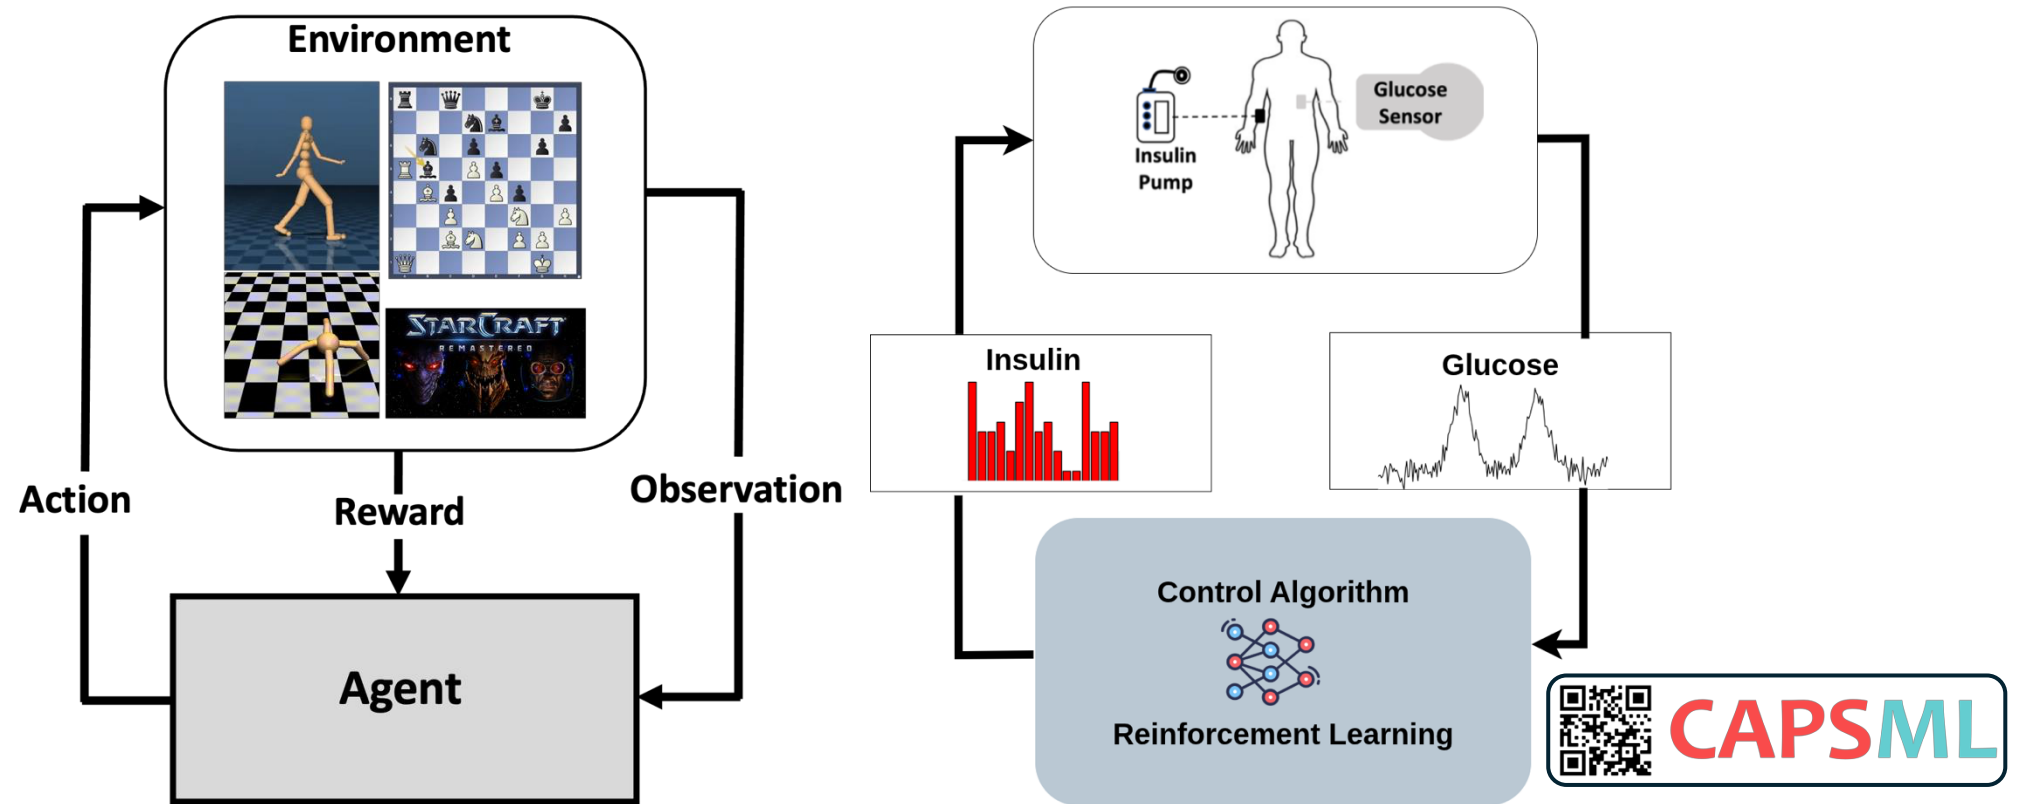 Environment
STARCRAFT
REMASTERED
Action
Reward
Observation
Agent
Insulin
Pump
Glucose
Sensor
Insulin
Glucose
Control Algorithm
Reinforcement Learning
CAPSML